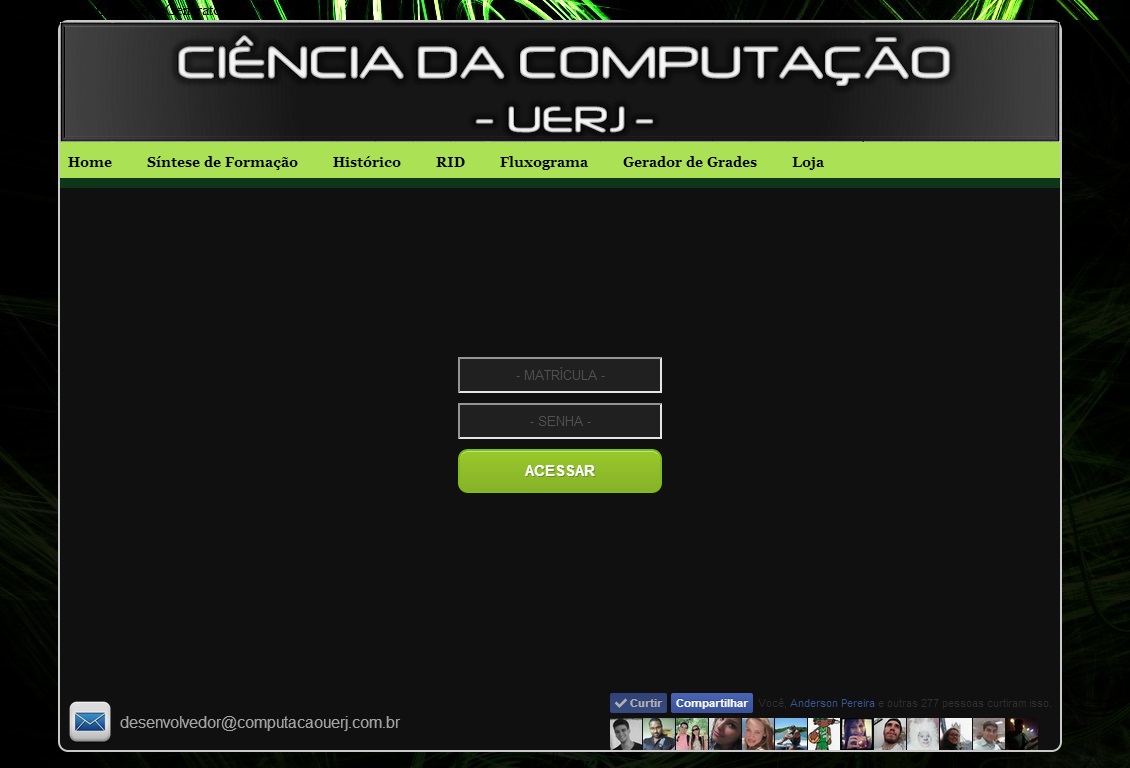 CIÊNCIA DA COMPUTAÇÃO
- UERJ -
Home Síntese de Formação Histórico RID Fluxograma Gerador de Grades Loja
- MATRÍCULA -
- SENHA -
ACESSAR
Curtir Compartilhar Você, Anderson Pereira e outras 277 pessoas curtiram isso.
desenvolvedor@computacaouerj.com.br